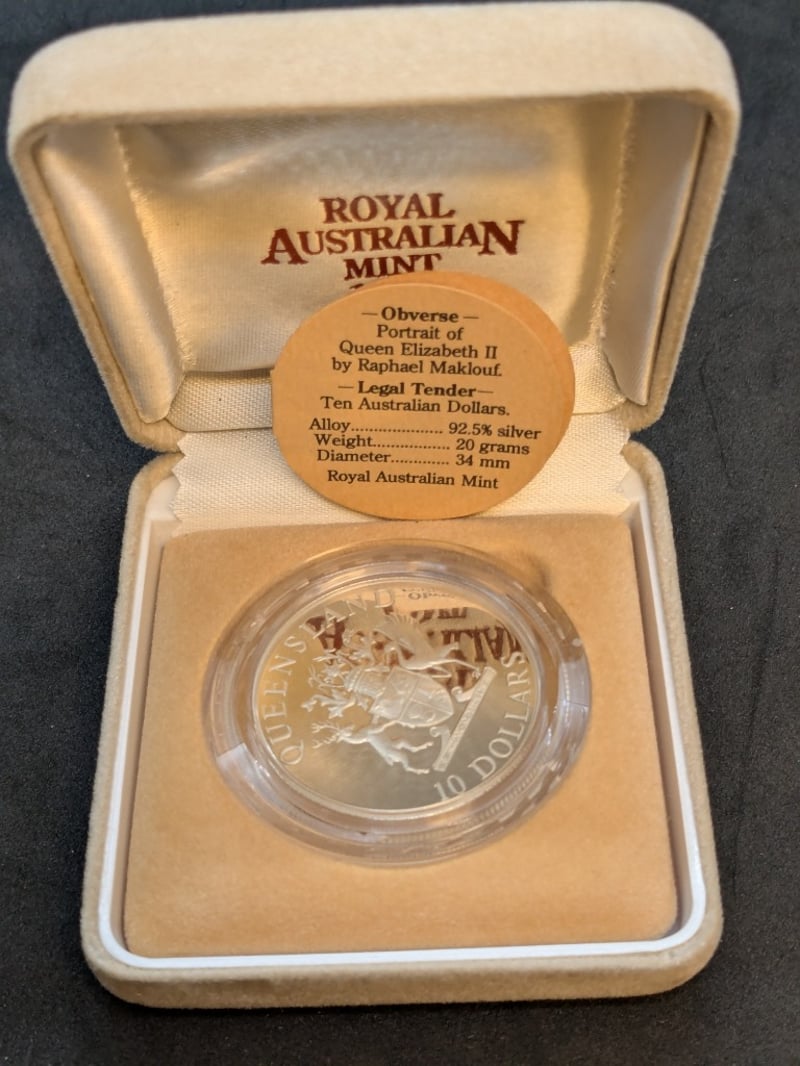 ROYAL
AUSTRALIAN
MINT
—Obverse—
Portrait of
Queen Elizabeth II
by Raphael Maklouf.
—Legal Tender—
Ten Australian Dollars.
Alloy..................... 92.5% silver
Weight.................. 20 grams
Diameter............. 34 mm
Royal Australian Mint
QUEENSLAND
10 DOLLARS